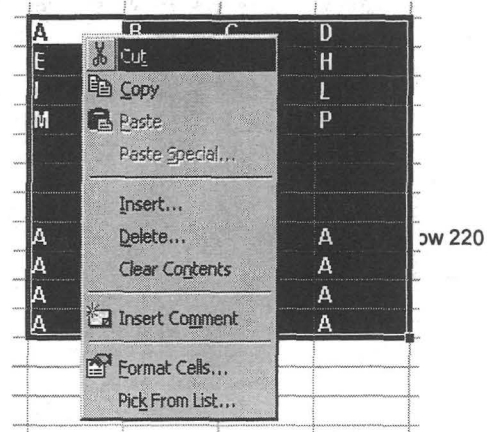 A B C D
E Cut H
I Copy L
M Paste P
Paste Special...
Insert...
A Delete... A ow 220
A Clear Contents A
A Insert Comment A
A Format Cells...
Pick From List...